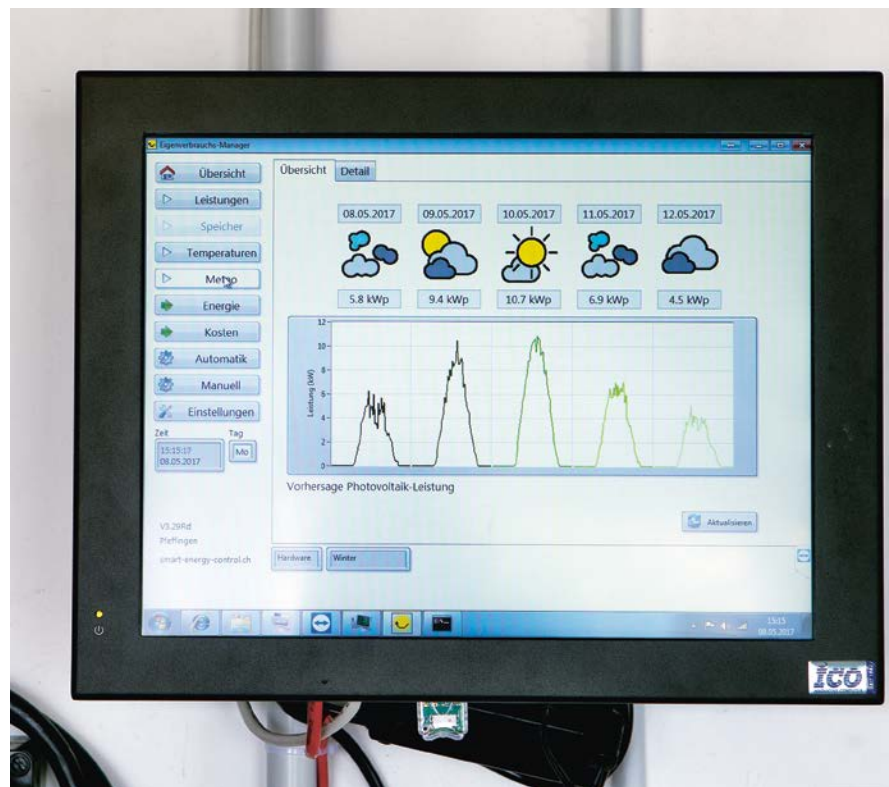 Eigenverbrauchs-Manager
Übersicht
Leistungen
Speicher
Temperaturen
Meteo
Energie
Kosten
Automatik
Manuell
Einstellungen
Zeit Tag
15:15:17
08.05.2017
Mo
V3.29Rd
Pfeffingen
smart-energy-control.ch
Übersicht Detail
08.05.2017 09.05.2017 10.05.2017 11.05.2017 12.05.2017
5.8 kWp 9.4 kWp 10.7 kWp 6.9 kWp 4.5 kWp
Leistung (kW)
12
10
8
6
4
2
0
Vorhersage Photovoltaik-Leistung
Aktualisieren
Hardware Winter
15:15
08.05.2017
ico